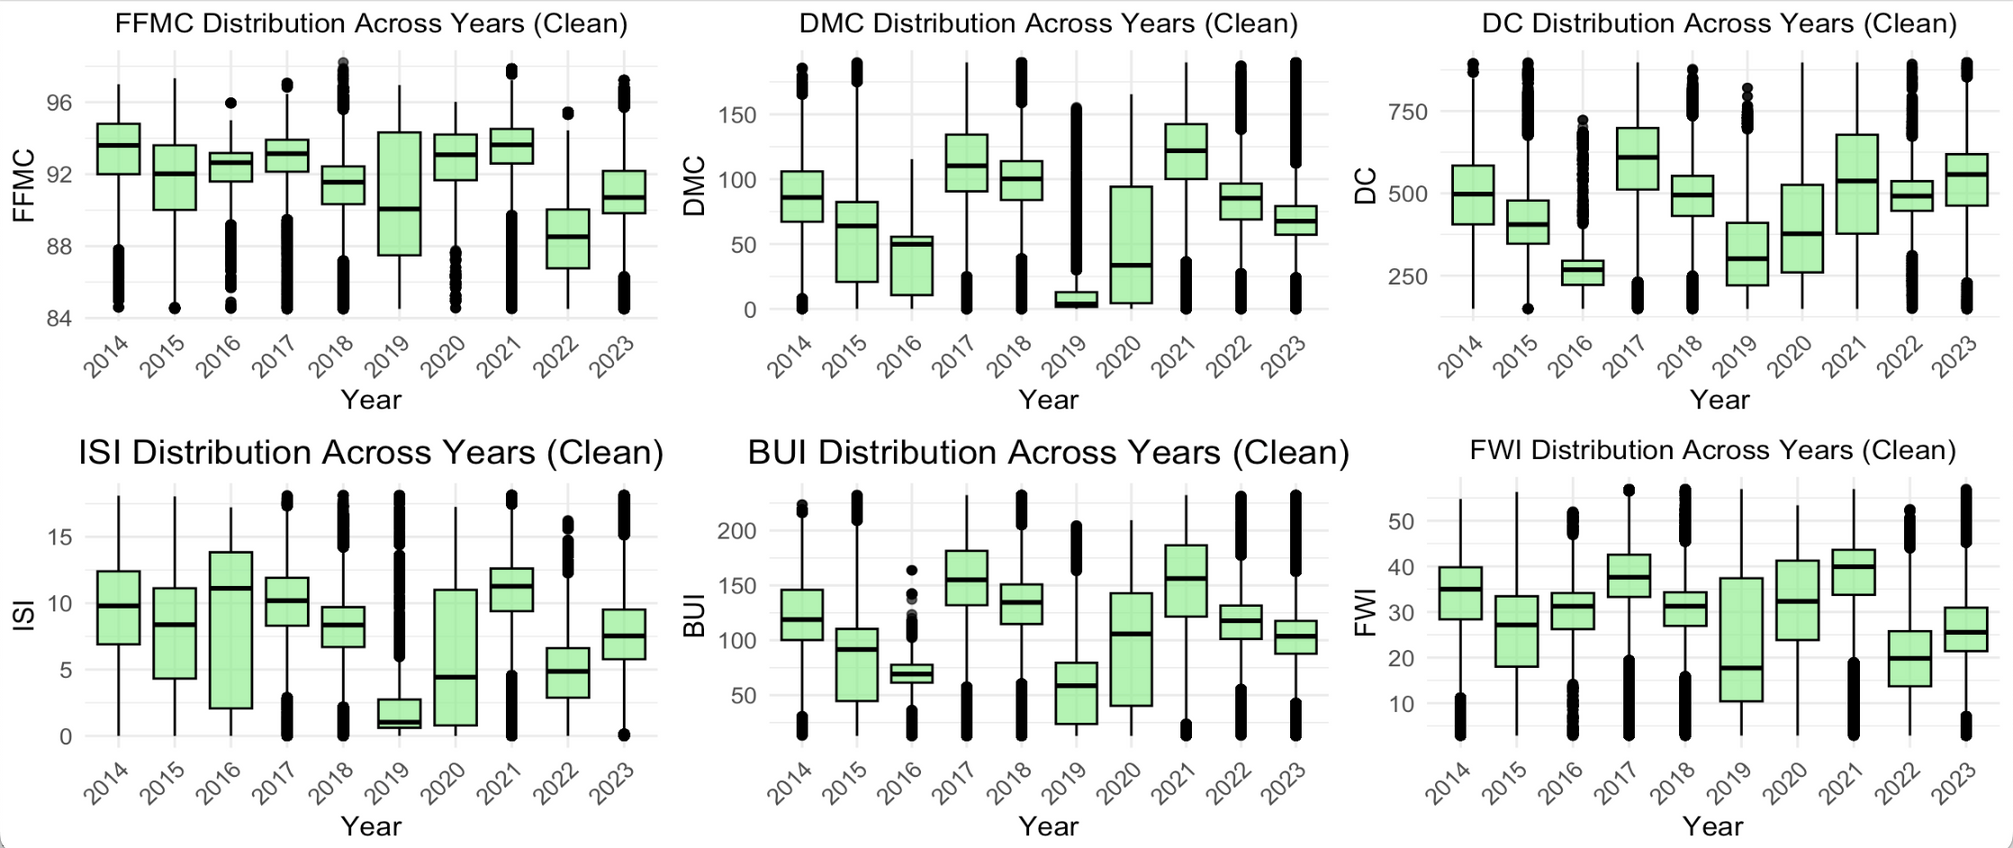 FFMC Distribution Across Years (Clean)
FFMC
96
92
88
84
2014 2015 2016 2017 2018 2019 2020 2021 2022 2023
Year
DMC Distribution Across Years (Clean)
DMC
150
100
50
0
2014 2015 2016 2017 2018 2019 2020 2021 2022 2023
Year
DC Distribution Across Years (Clean)
DC
750
500
250
2014 2015 2016 2017 2018 2019 2020 2021 2022 2023
Year
ISI Distribution Across Years (Clean)
ISI
15
10
5
0
2014 2015 2016 2017 2018 2019 2020 2021 2022 2023
Year
BUI Distribution Across Years (Clean)
BUI
200
150
100
50
2014 2015 2016 2017 2018 2019 2020 2021 2022 2023
Year
FWI Distribution Across Years (Clean)
FWI
50
40
30
20
10
2014 2015 2016 2017 2018 2019 2020 2021 2022 2023
Year